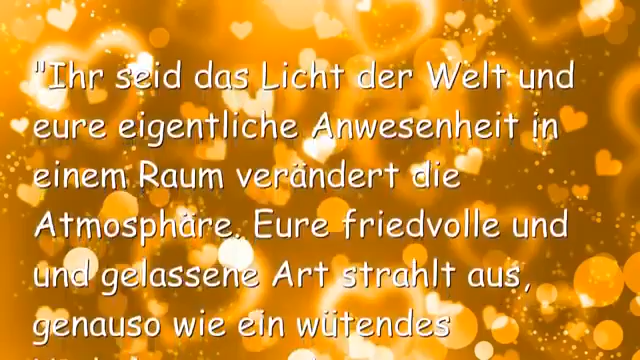 "Ihr seid das Licht der Welt und
eure eigentliche Anwesenheit in
einem Raum verändert die
Atmosphäre. Eure friedvolle und
und gelassene Art strahlt aus,
genauso wie ein wütendes